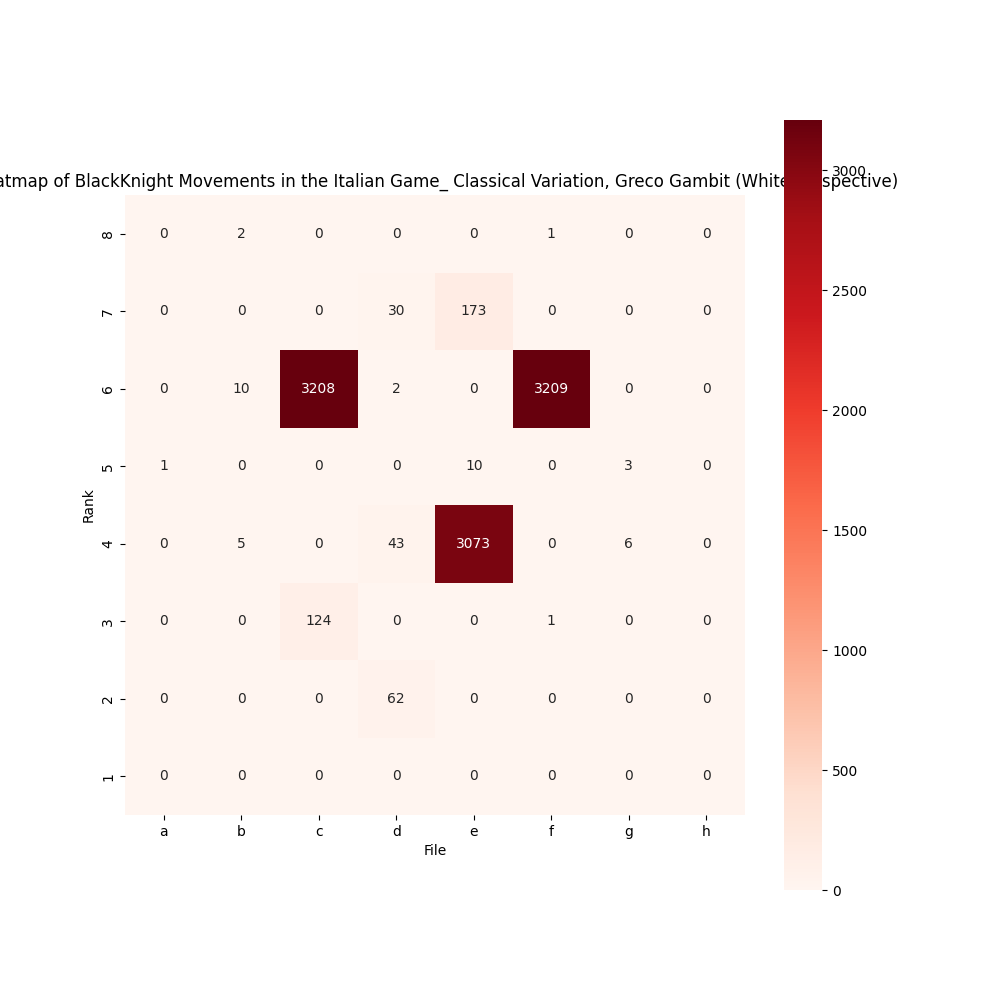 atmap of BlackKnight Movements in the Italian Game_ Classical Variation, Greco Gambit (White spective)
8 0 2 0 0 0 1 0 0
7 0 0 0 30 173 0 0 0
6 0 10 3208 2 0 3209 0 0
5 1 0 0 0 10 0 3 0
4 0 5 0 43 3073 0 6 0
3 0 0 124 0 0 1 0 0
2 0 0 0 62 0 0 0 0
1 0 0 0 0 0 0 0 0
a b c d e f g h
File
Rank
3000
2500
2000
1500
1000
500
0